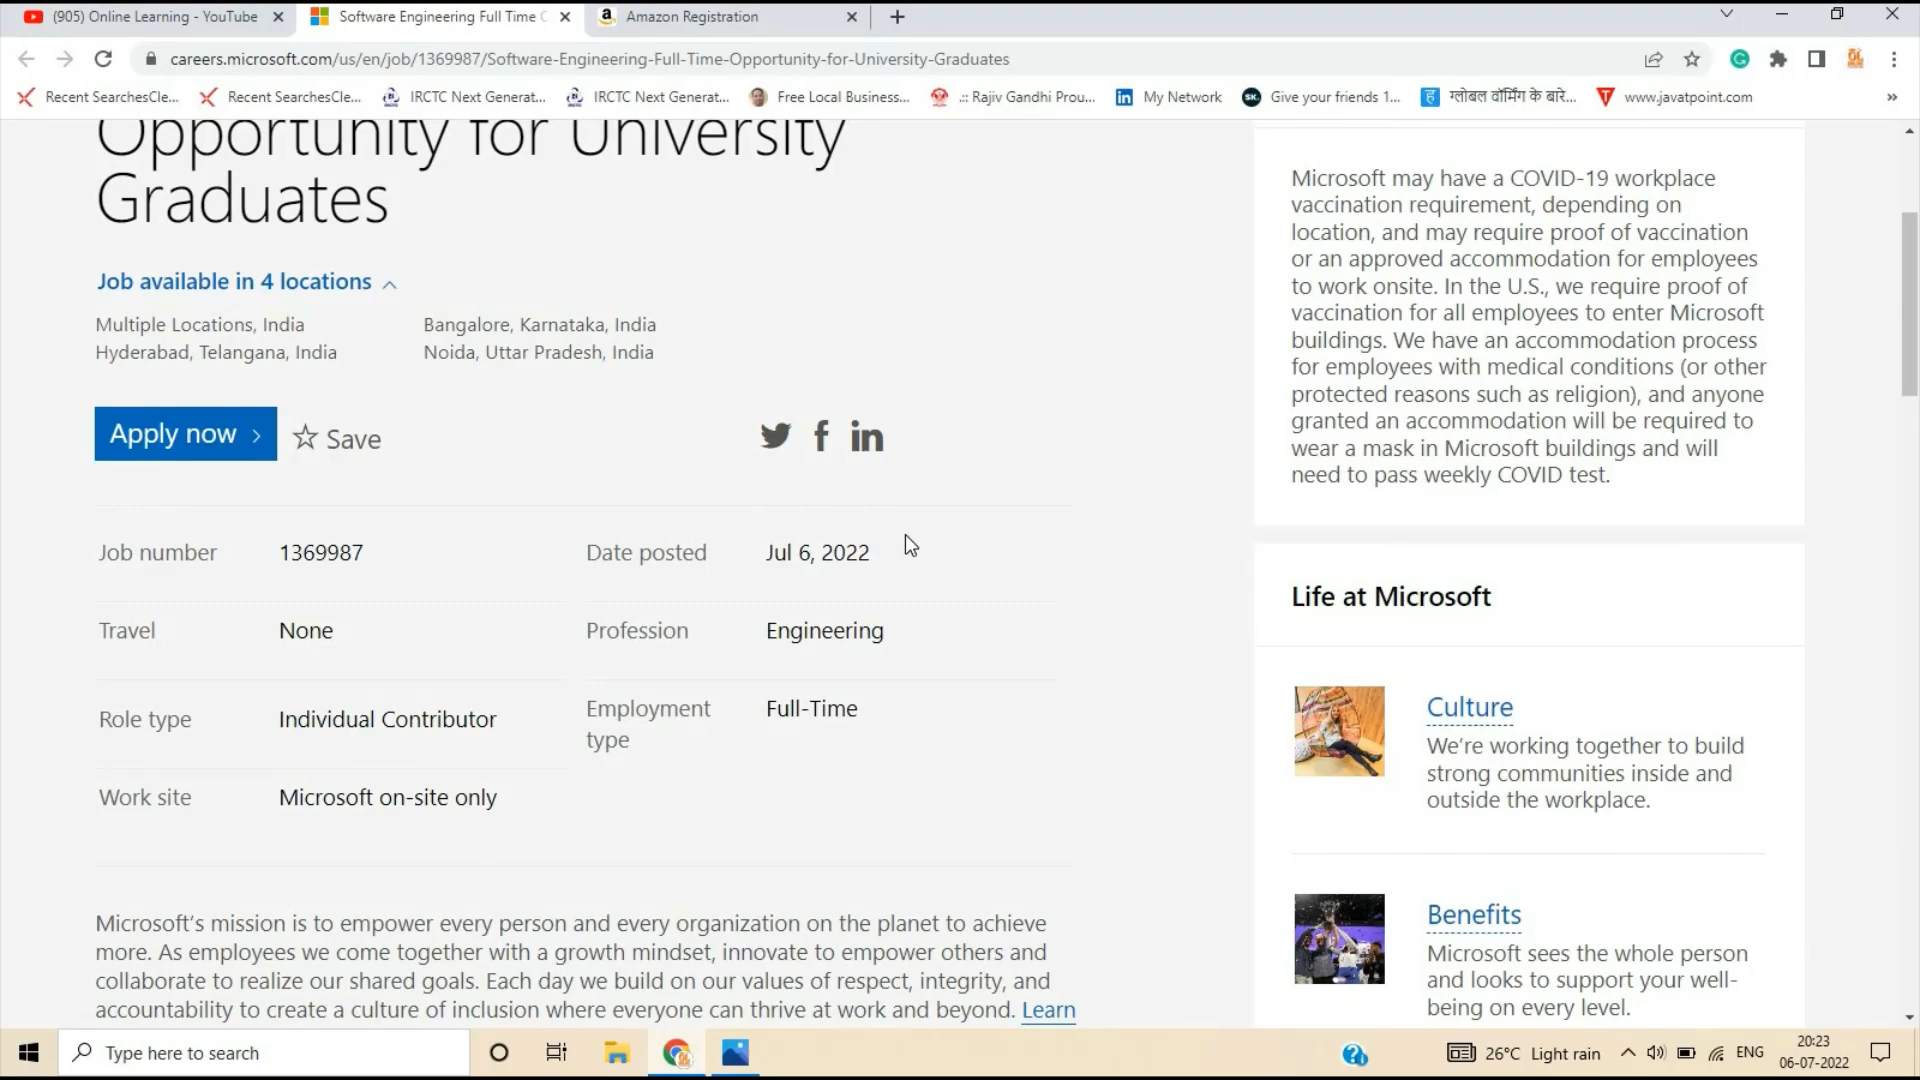 (905) Online Learning - YouTube
Software Engineering Full Time
Amazon Registration
careers.microsoft.com/us/en/job/1369987/Software-Engineering-Full-Time-Opportunity-for-University-Graduates
Recent SearchesCle...
Recent SearchesCle...
IRCTC Next Generat...
IRCTC Next Generat...
Free Local Business...
.:: Rajiv Gandhi Prou...
My Network
Give your friends 1...
ग्लोबल वॉर्मिंग के बारे...
www.javatpoint.com
»
Opportunity for University
Graduates
Job available in 4 locations
Multiple Locations, India
Bangalore, Karnataka, India
Hyderabad, Telangana, India
Noida, Uttar Pradesh, India
Apply now
Save
Job number
1369987
Date posted
Jul 6, 2022
Travel
None
Profession
Engineering
Role type
Individual Contributor
Employment
type
Full-Time
Work site
Microsoft on-site only
Microsoft's mission is to empower every person and every organization on the planet to achieve
more. As employees we come together with a growth mindset, innovate to empower others and
collaborate to realize our shared goals. Each day we build on our values of respect, integrity, and
accountability to create a culture of inclusion where everyone can thrive at work and beyond. Learn
Microsoft may have a COVID-19 workplace
vaccination requirement, depending on
location, and may require proof of vaccination
or an approved accommodation for employees
to work onsite. In the U.S., we require proof of
vaccination for all employees to enter Microsoft
buildings. We have an accommodation process
for employees with medical conditions (or other
protected reasons such as religion), and anyone
granted an accommodation will be required to
wear a mask in Microsoft buildings and will
need to pass weekly COVID test.
Life at Microsoft
Culture
We're working together to build
strong communities inside and
outside the workplace.
Benefits
Microsoft sees the whole person
and looks to support your well-
being on every level.
Type here to search
26°C Light rain
ENG
20:23
06-07-2022